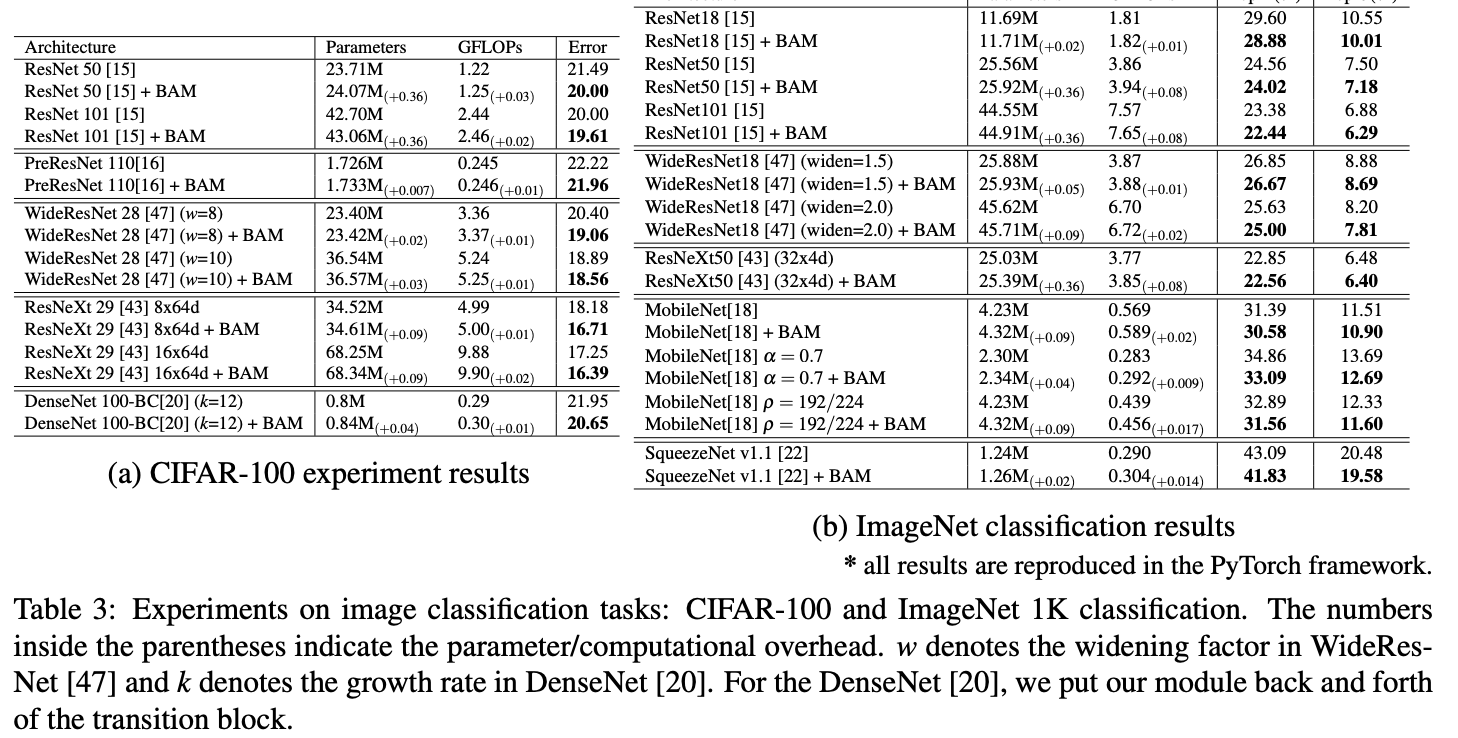 Architecture Parameters GFLOPs Error
ResNet 50 [15] 23.71M 1.22 21.49
ResNet 50 [15] + BAM 24.07M(+0.36) 1.25(+0.03) 20.00
ResNet 101 [15] 42.70M 2.44 20.00
ResNet 101 [15] + BAM 43.06M(+0.36) 2.46(+0.02) 19.61
PreResNet 110[16] 1.726M 0.245 22.22
PreResNet 110[16] + BAM 1.733M(+0.007) 0.246(+0.01) 21.96
WideResNet 28 [47] (w=8) 23.40M 3.36 20.40
WideResNet 28 [47] (w=8) + BAM 23.42M(+0.02) 3.37(+0.01) 19.06
WideResNet 28 [47] (w=10) 36.54M 5.24 18.89
WideResNet 28 [47] (w=10) + BAM 36.57M(+0.03) 5.25(+0.01) 18.56
ResNeXt 29 [43] 8x64d 34.52M 4.99 18.18
ResNeXt 29 [43] 8x64d + BAM 34.61M(+0.09) 5.00(+0.01) 16.71
ResNeXt 29 [43] 16x64d 68.25M 9.88 17.25
ResNeXt 29 [43] 16x64d + BAM 68.34M(+0.09) 9.90(+0.02) 16.39
DenseNet 100-BC[20] (k=12) 0.8M 0.29 21.95
DenseNet 100-BC[20] (k=12) + BAM 0.84M(+0.04) 0.30(+0.01) 20.65
(a) CIFAR-100 experiment results
ResNet18 [15] 11.69M 1.81 29.60 10.55
ResNet18 [15] + BAM 11.71M(+0.02) 1.82(+0.01) 28.88 10.01
ResNet50 [15] 25.56M 3.86 24.56 7.50
ResNet50 [15] + BAM 25.92M(+0.36) 3.94(+0.08) 24.02 7.18
ResNet101 [15] 44.55M 7.57 23.38 6.88
ResNet101 [15] + BAM 44.91M(+0.36) 7.65(+0.08) 22.44 6.29
WideResNet18 [47] (widen=1.5) 25.88M 3.87 26.85 8.88
WideResNet18 [47] (widen=1.5) + BAM 25.93M(+0.05) 3.88(+0.01) 26.67 8.69
WideResNet18 [47] (widen=2.0) 45.62M 6.70 25.63 8.20
WideResNet18 [47] (widen=2.0) + BAM 45.71M(+0.09) 6.72(+0.02) 25.00 7.81
ResNeXt50 [43] (32x4d) 25.03M 3.77 22.85 6.48
ResNeXt50 [43] (32x4d) + BAM 25.39M(+0.36) 3.85(+0.08) 22.56 6.40
MobileNet[18] 4.23M 0.569 31.39 11.51
MobileNet[18] + BAM 4.32M(+0.09) 0.589(+0.02) 30.58 10.90
MobileNet[18] α = 0.7 2.30M 0.283 34.86 13.69
MobileNet[18] α = 0.7 + BAM 2.34M(+0.04) 0.292(+0.009) 33.09 12.69
MobileNet[18] ρ = 192/224 4.23M 0.439 32.89 12.33
MobileNet[18] ρ = 192/224 + BAM 4.32M(+0.09) 0.456(+0.017) 31.56 11.60
SqueezeNet v1.1 [22] 1.24M 0.290 43.09 20.48
SqueezeNet v1.1 [22] + BAM 1.26M(+0.02) 0.304(+0.014) 41.83 19.58
(b) ImageNet classification results
* all results are reproduced in the PyTorch framework.
Table 3: Experiments on image classification tasks: CIFAR-100 and ImageNet 1K classification. The numbers
inside the parentheses indicate the parameter/computational overhead. w denotes the widening factor in WideRes-
Net [47] and k denotes the growth rate in DenseNet [20]. For the DenseNet [20], we put our module back and forth
of the transition block.